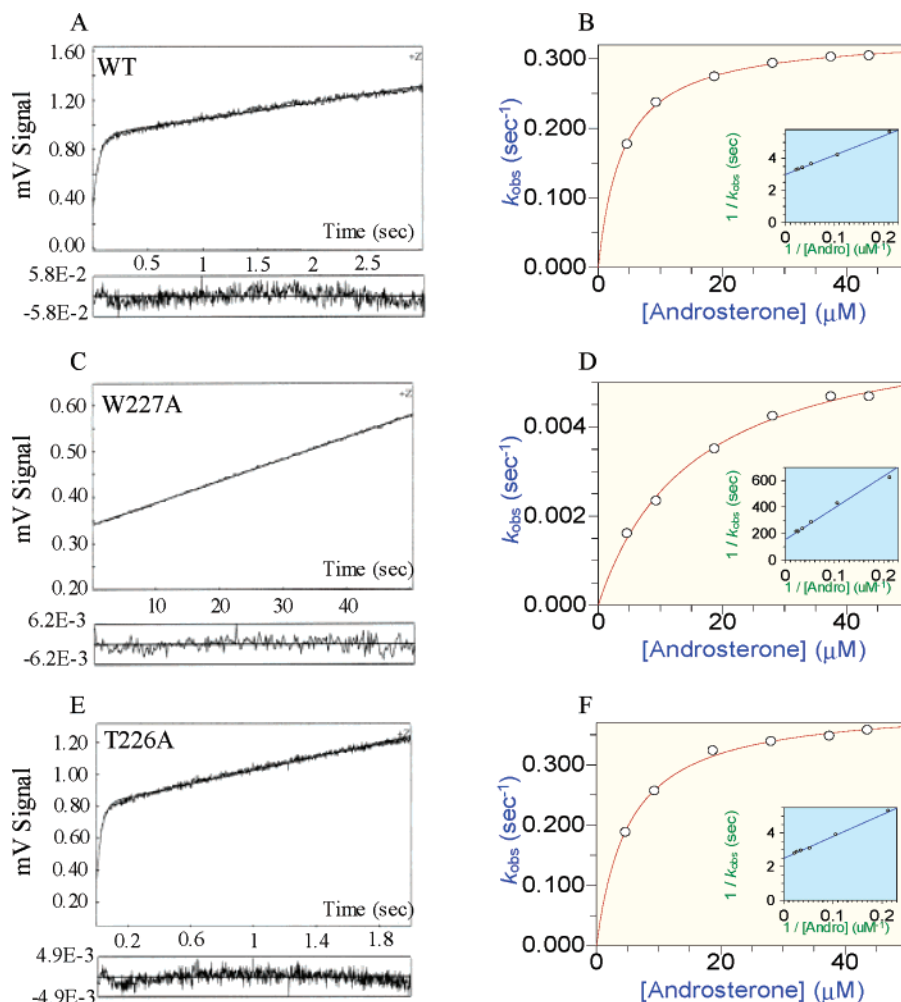 A
WT
mV Signal
1.60
1.20
0.80
0.40
0.00
+Z
Time (sec)
0.5 1 1.5 2 2.5
5.8E-2
-5.8E-2
B
kobs (sec-1)
0.300
0.200
0.100
0.000
0 20 40
[Androsterone] (μM)
1 / kobs (sec)
4
2
0
0 0.1 0.2
1 / [Andro] (uM-1)
C
W227A
mV Signal
0.60
0.50
0.40
0.30
0.20
+Z
Time (sec)
10 20 30 40
6.2E-3
-6.2E-3
D
kobs (sec-1)
0.004
0.002
0.000
0 20 40
[Androsterone] (μM)
1 / kobs (sec)
600
400
200
0
0 0.1 0.2
1 / [Andro] (uM-1)
E
T226A
mV Signal
1.20
1.00
0.80
0.40
0.20
+Z
Time (sec)
0.2 0.6 1 1.4 1.8
4.9E-3
-4.9E-3
F
kobs (sec-1)
0.300
0.200
0.100
0.000
0 20 40
[Androsterone] (μM)
1 / kobs (sec)
4
2
0
0 0.1 0.2
1 / [Andro] (uM-1)